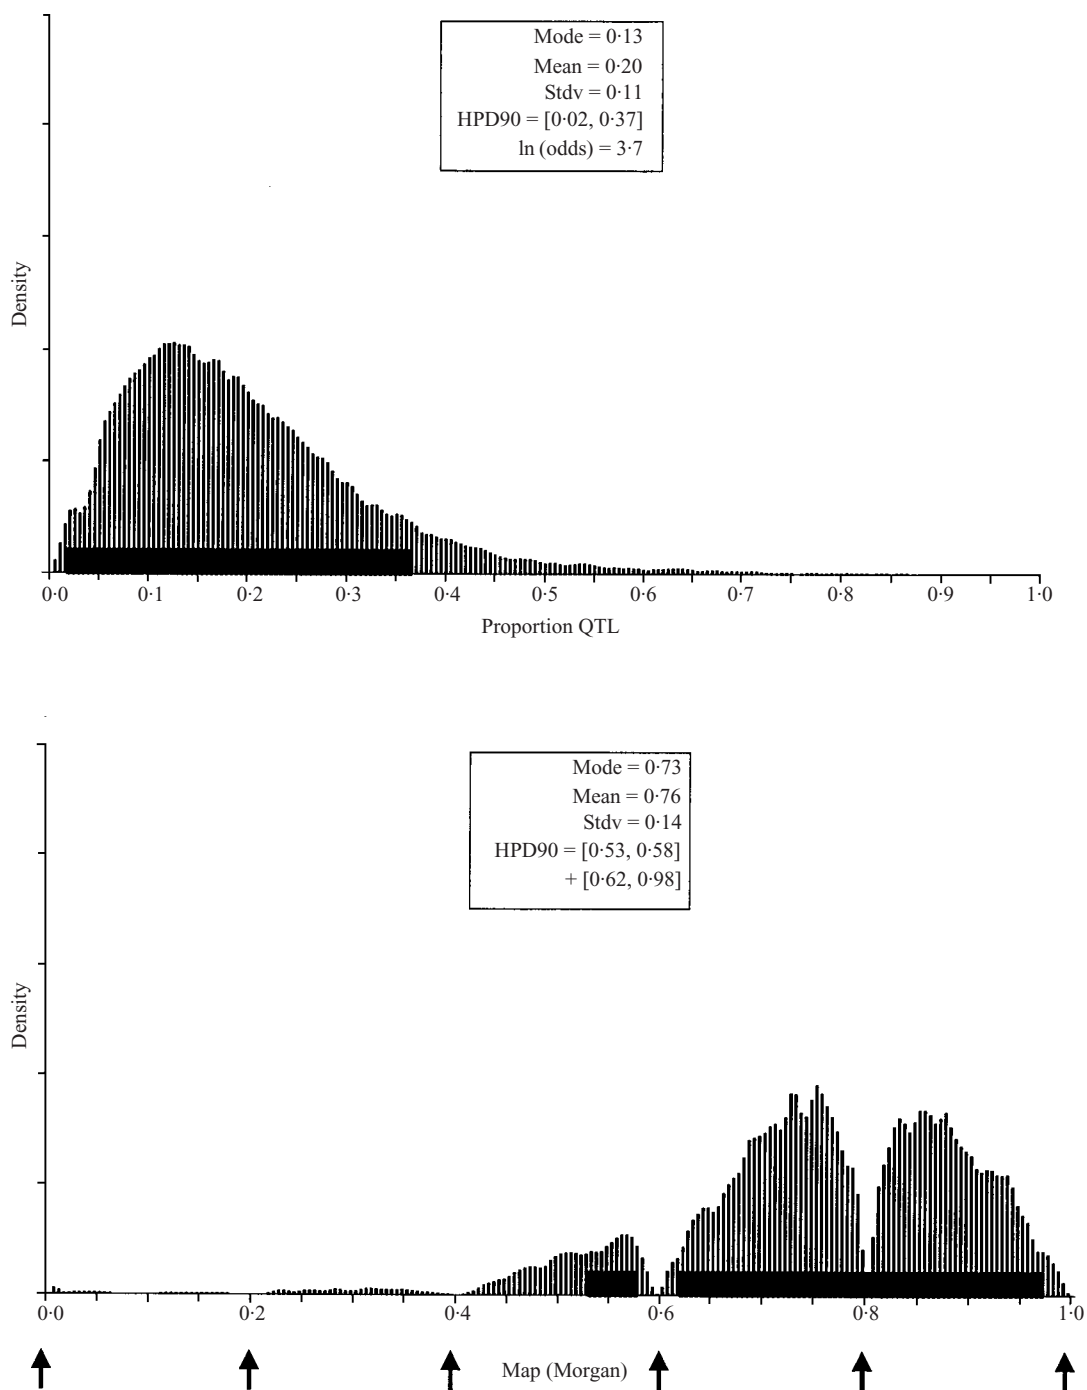 Mode = 0·13
Mean = 0·20
Stdv = 0·11
HPD90 = [0·02, 0·37]
ln (odds) = 3·7
Density
0·0 0·1 0·2 0·3 0·4 0·5 0·6 0·7 0·8 0·9 1·0
Proportion QTL
Mode = 0·73
Mean = 0·76
Stdv = 0·14
HPD90 = [0·53, 0·58]
+ [0·62, 0·98]
Density
0·0 0·2 0·4 0·6 0·8 1·0
Map (Morgan)